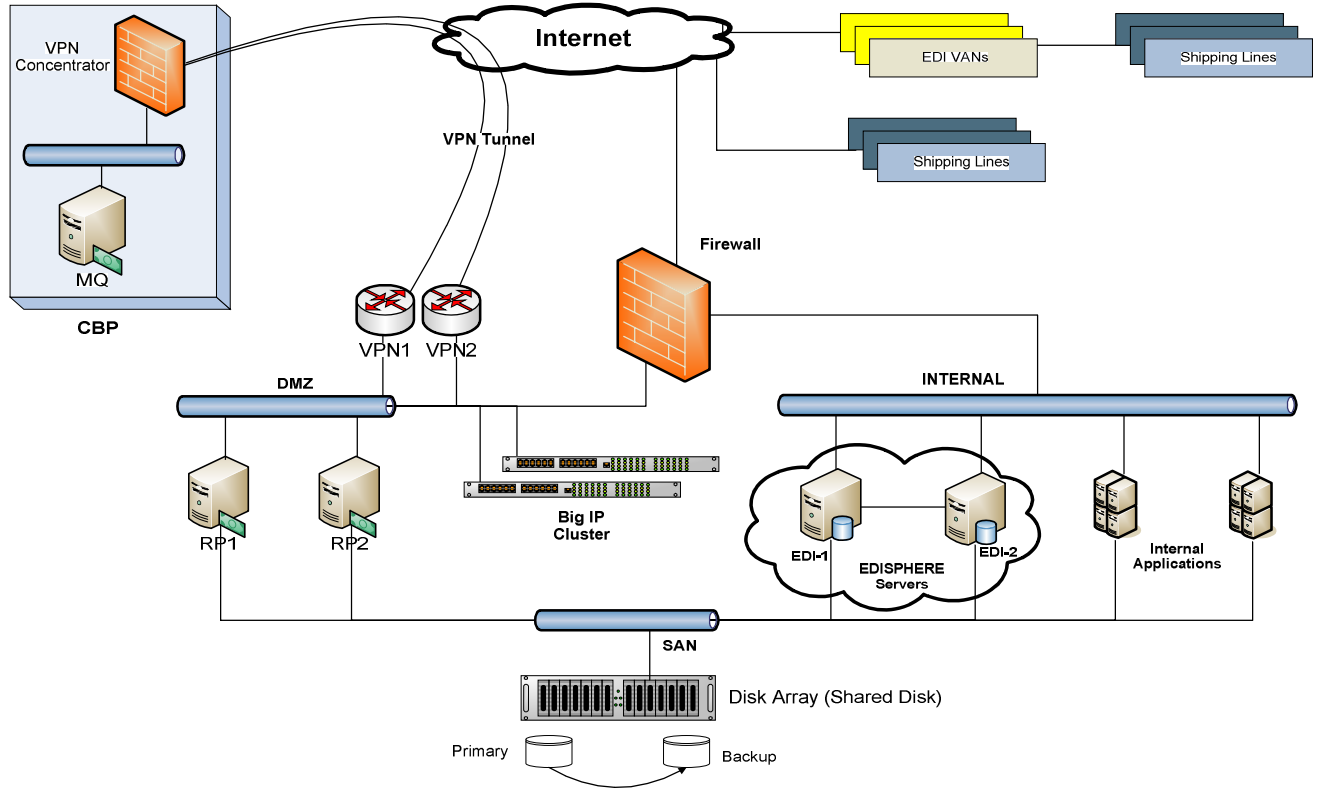 VPN
Concentrator
MQ
CBP
Internet
EDI VANs
Shipping Lines
Shipping Lines
VPN Tunnel
Firewall
VPN1
VPN2
DMZ
INTERNAL
RP1
RP2
Big IP
Cluster
EDI-1
EDI-2
EDISPHERE
Servers
Internal
Applications
SAN
Disk Array (Shared Disk)
Primary
Backup